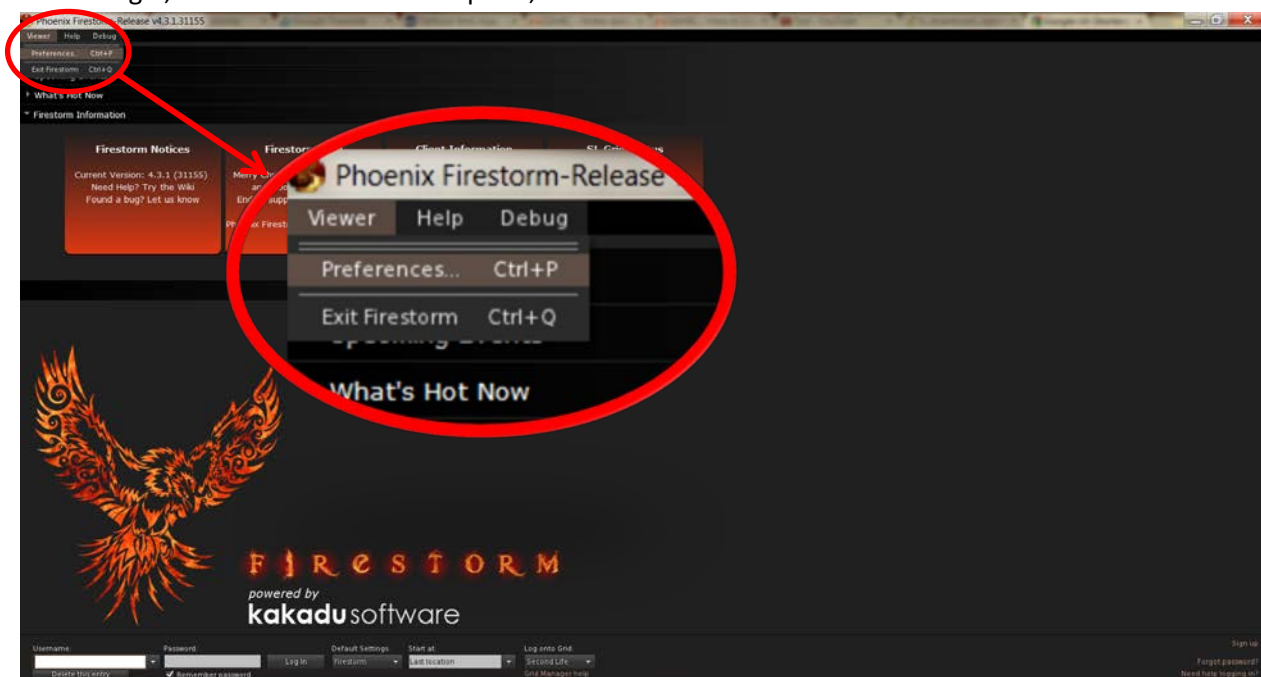 Phoenix Firestorm-Release v4.3.1.31155
Viewer Help Debug
Preferences... Ctrl+P
Exit Firestorm Ctrl+Q
What's Hot Now
Firestorm Information
Firestorm Notices
Current Version: 4.3.1 (31155)
Need Help? Try the Wiki
Found a bug? Let us know
Client Information
Phoenix Firestorm-Release
Viewer Help Debug
Preferences... Ctrl+P
Exit Firestorm Ctrl+Q
Upcoming Events
What's Hot Now
FIRESTORM
powered by
kakadu software
Username: Password Default Settings Start at: Log onto Grid Sign up
Log In Firestorm Last location Second Life Forgot password?
Delete this entry Remember password Grid Manager help Need help logging in?